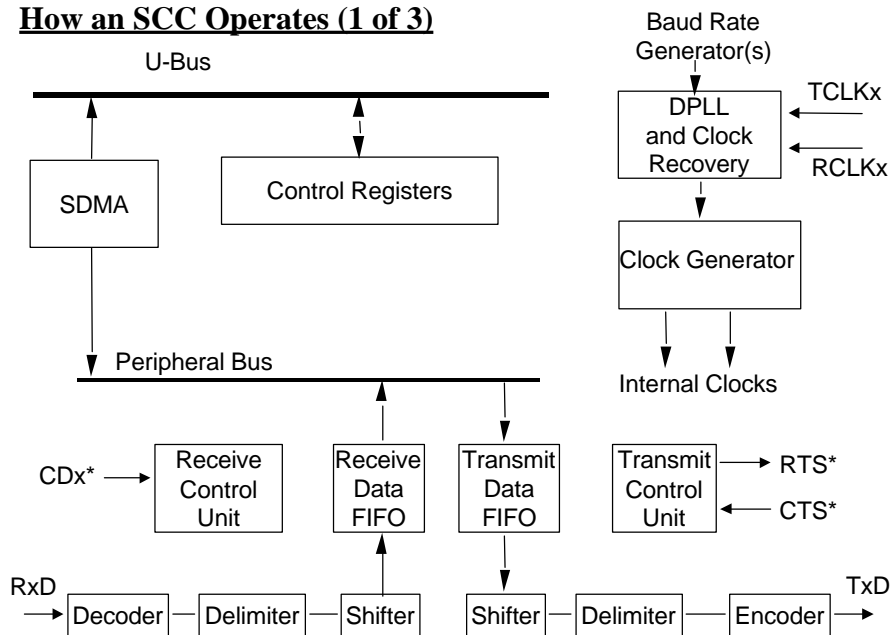 How an SCC Operates (1 of 3)
U-Bus
Baud Rate
Generator(s)
DPLL
and Clock
Recovery
TCLKx
RCLKx
SDMA
Control Registers
Clock Generator
Peripheral Bus
Internal Clocks
CDx*
Receive
Control
Unit
Receive
Data
FIFO
Transmit
Data
FIFO
Transmit
Control
Unit
RTS*
CTS*
RxD
Decoder
Delimiter
Shifter
Shifter
Delimiter
Encoder
TxD